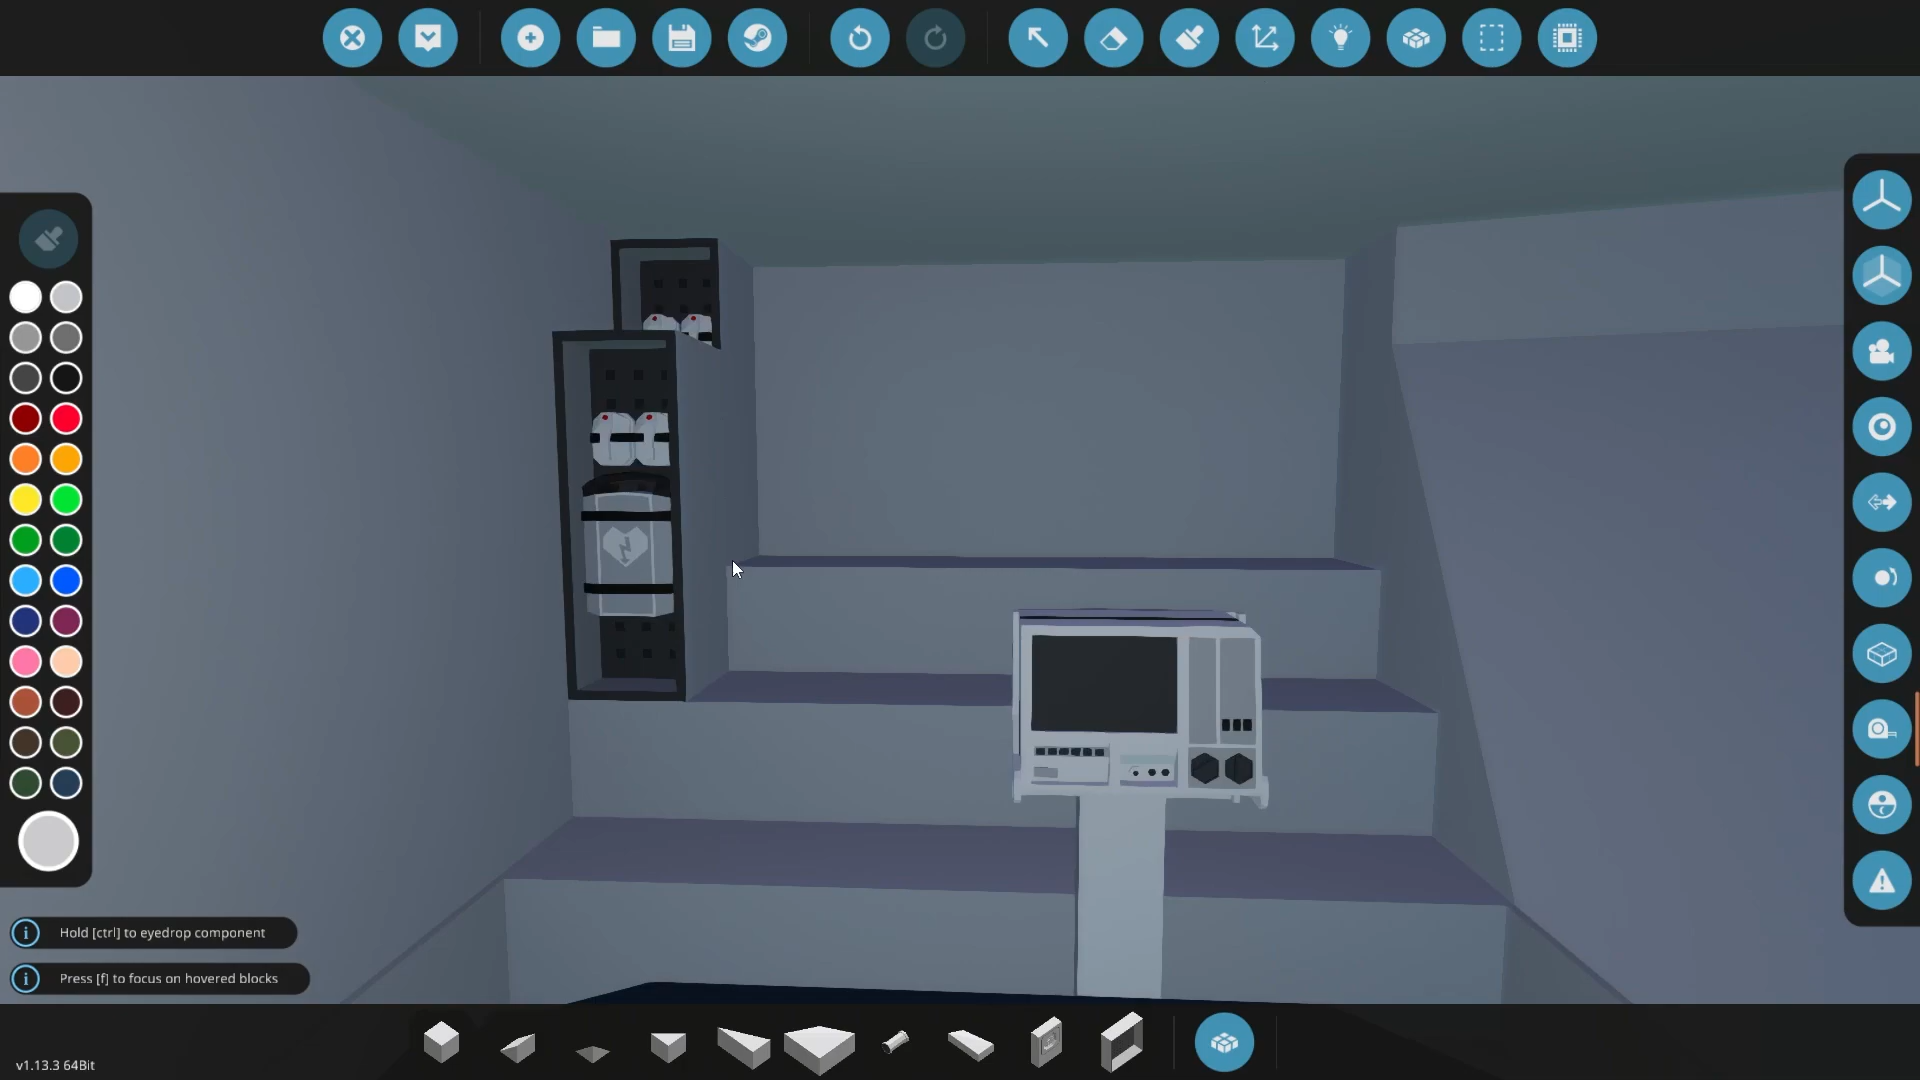 Hold [ctrl] to eyedrop component
Press [f] to focus on hovered blocks
v1.13.3 64Bit